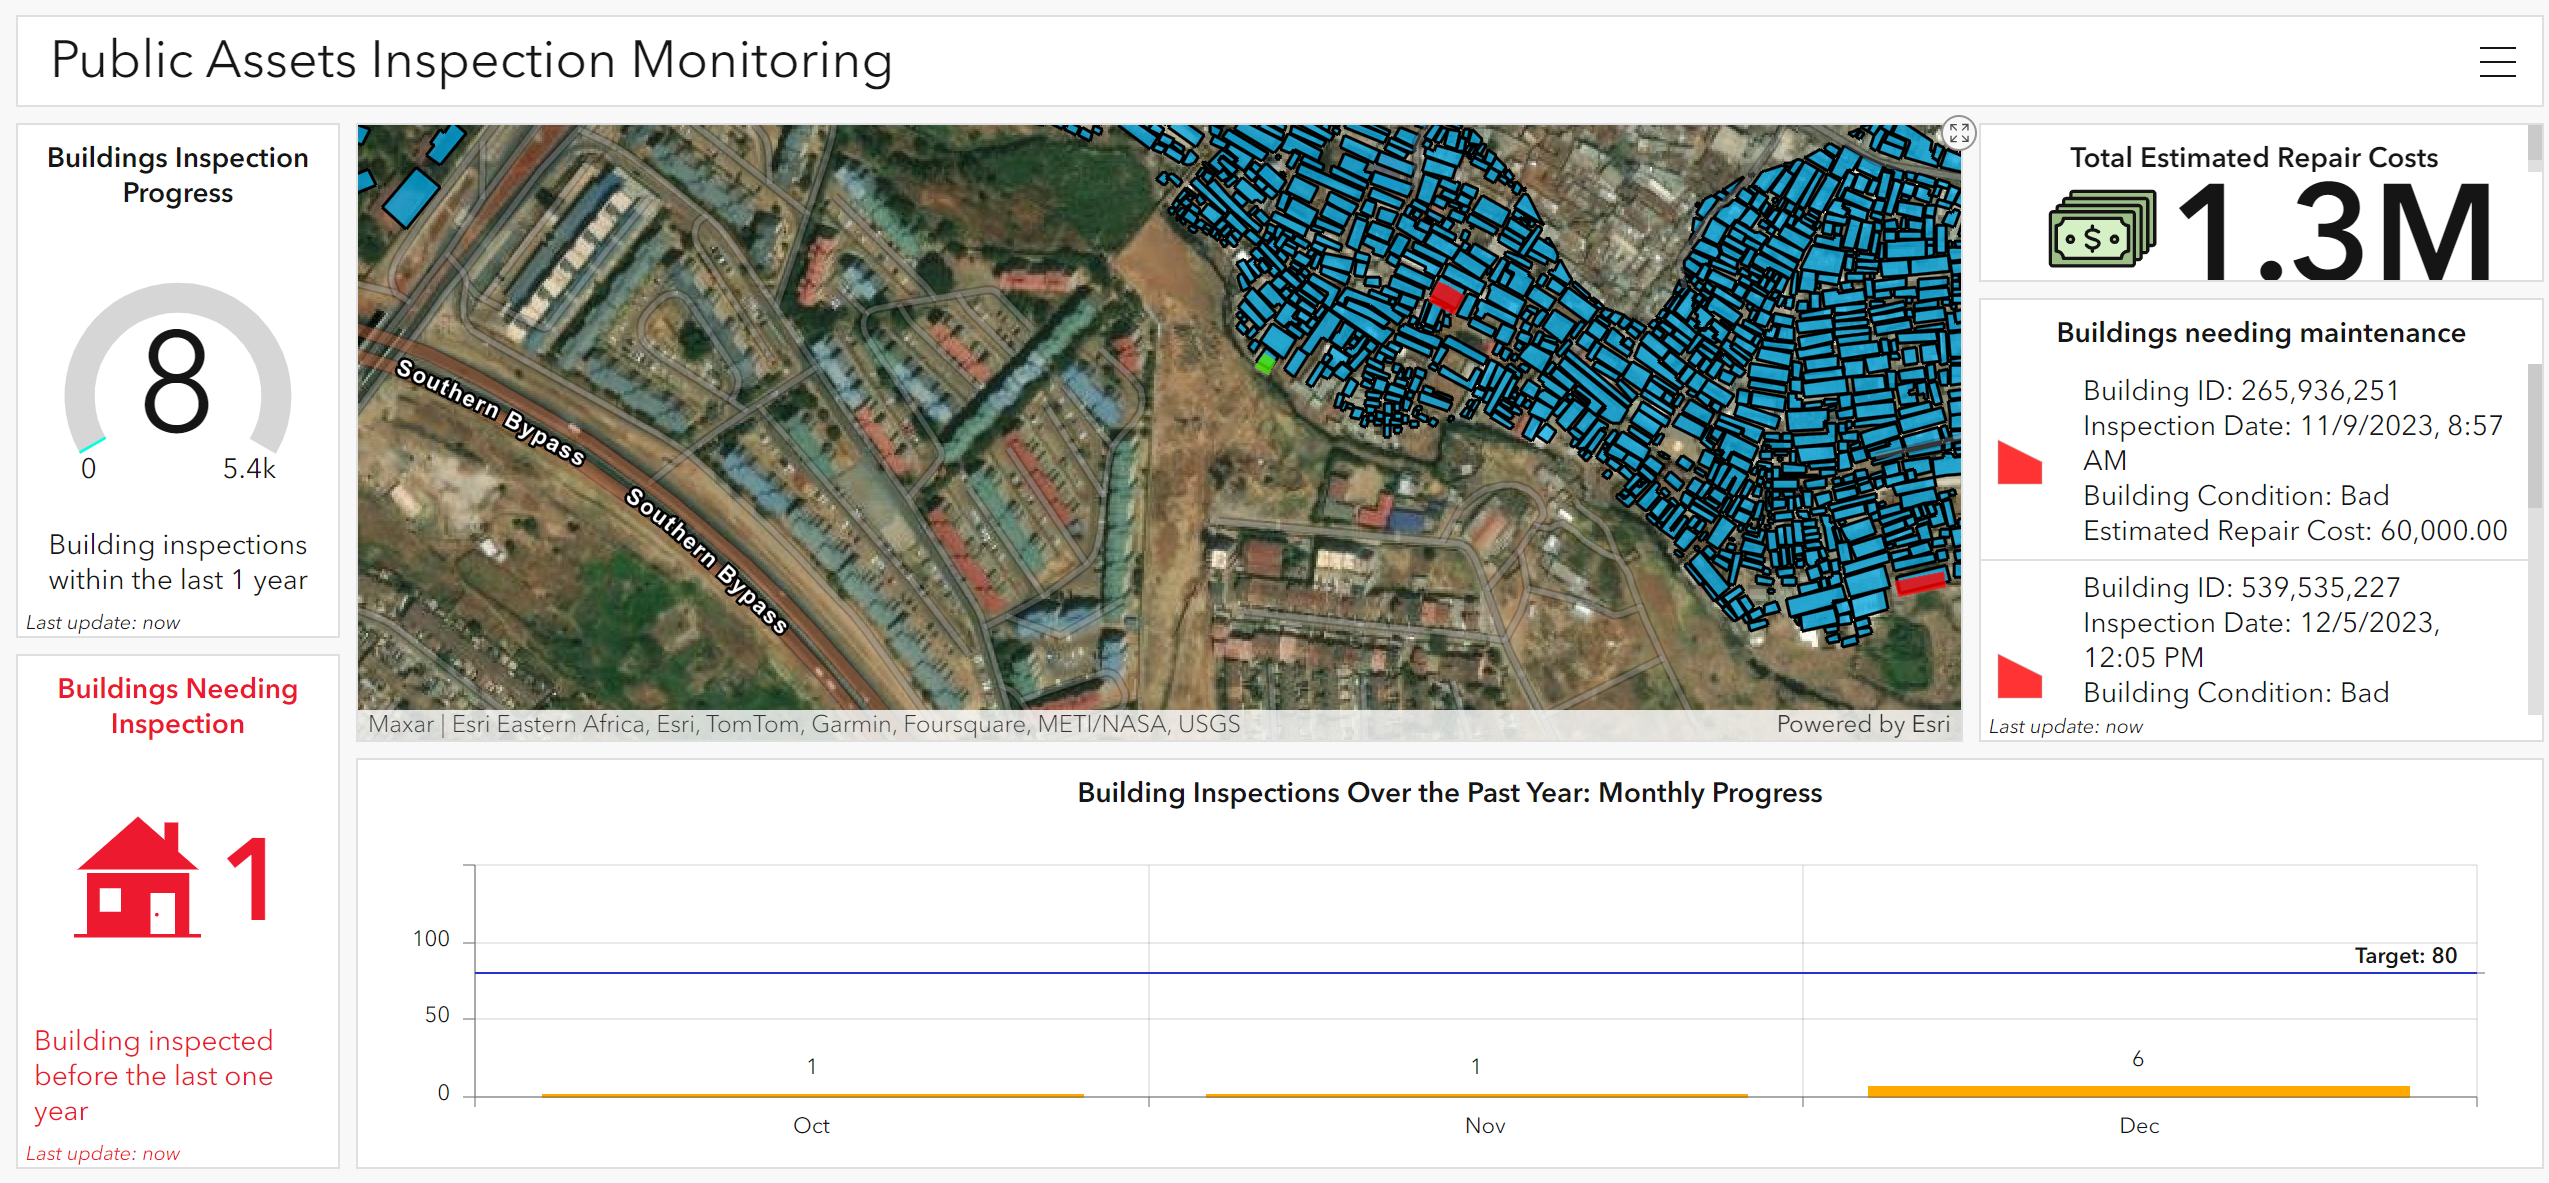 Public Assets Inspection Monitoring
Buildings Inspection
Progress
8
0
5.4k
Building inspections
within the last 1 year
Last update: now
Buildings Needing
Inspection
1
Building inspected
before the last one
year
Last update: now
Southern Bypass
Southern Bypass
Maxar | Esri Eastern Africa, Esri, TomTom, Garmin, Foursquare, METI/NASA, USGS
Powered by Esri
Total Estimated Repair Costs
$
1.3M
Buildings needing maintenance
Building ID: 265,936,251
Inspection Date: 11/9/2023, 8:57
AM
Building Condition: Bad
Estimated Repair Cost: 60,000.00
Building ID: 539,535,227
Inspection Date: 12/5/2023,
12:05 PM
Building Condition: Bad
Last update: now
Building Inspections Over the Past Year: Monthly Progress
100
50
0
Target: 80
1
1
6
Oct
Nov
Dec